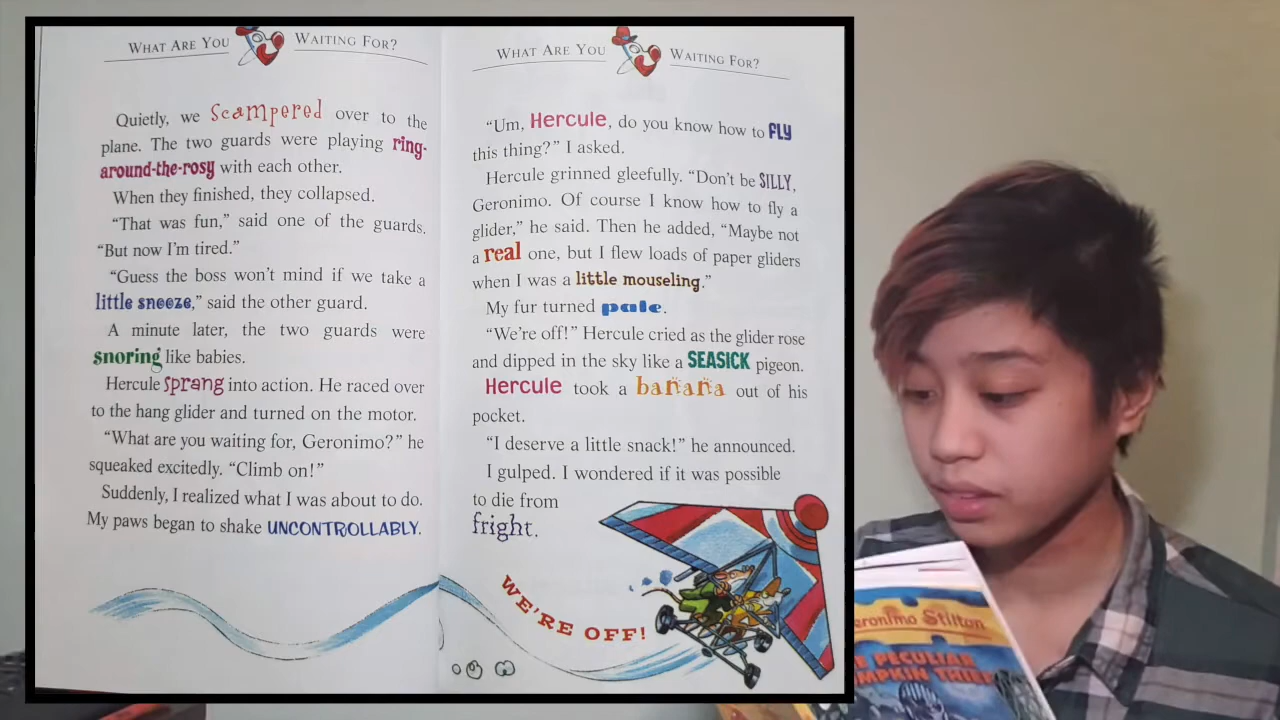 WHAT ARE YOU WAITING FOR?
Quietly, we scampered over to the
plane. The two guards were playing ring-
around-the-rosy with each other.
When they finished, they collapsed.
"That was fun," said one of the guards.
"But now I'm tired."
"Guess the boss won't mind if we take a
little snooze," said the other guard.
A minute later, the two guards were
snoring like babies.
Hercule sprang into action. He raced over
to the hang glider and turned on the motor.
"What are you waiting for, Geronimo?" he
squeaked excitedly. "Climb on!"
Suddenly, I realized what I was about to do.
My paws began to shake UNCONTROLLABLY.
WHAT ARE YOU WAITING FOR?
"Um, Hercule, do you know how to FLY
this thing?" I asked.
Hercule grinned gleefully. "Don't be SILLY,
Geronimo. Of course I know how to fly a
glider," he said. Then he added, "Maybe not
a real one, but I flew loads of paper gliders
when I was a little mouseling."
My fur turned pale.
"We're off!" Hercule cried as the glider rose
and dipped in the sky like a SEASICK pigeon.
Hercule took a banana out of his
pocket.
"I deserve a little snack!" he announced.
I gulped. I wondered if it was possible
to die from
fright.
WE'RE OFF!
eronimo Stilton
E PECULIAR
MPKIN THIEF